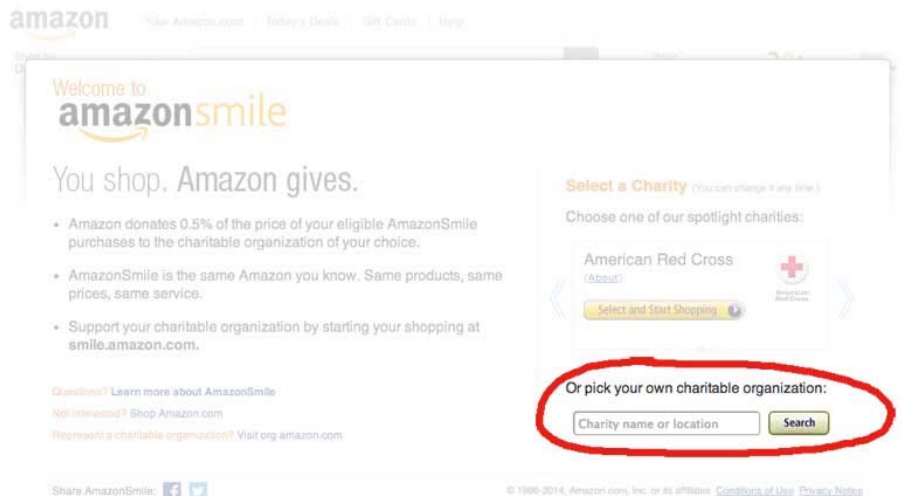 amazon
Your Amazon.com Today's Deals Gift Cards Help
Welcome to
amazonsmile
You shop. Amazon gives.
• Amazon donates 0.5% of the price of your eligible AmazonSmile
purchases to the charitable organization of your choice.
• AmazonSmile is the same Amazon you know. Same products, same
prices, same service.
• Support your charitable organization by starting your shopping at
smile.amazon.com.
Questions? Learn more about AmazonSmile
Not interested? Shop Amazon.com
Represent a charitable organization? Visit org.amazon.com
Select a Charity (You can change it any time.)
Choose one of our spotlight charities:
American Red Cross
(About)
American
Red Cross
Select and Start Shopping
Or pick your own charitable organization:
Charity name or location Search
Share AmazonSmile:
© 1996-2014, Amazon.com, Inc. or its affiliates Conditions of Use Privacy Notice